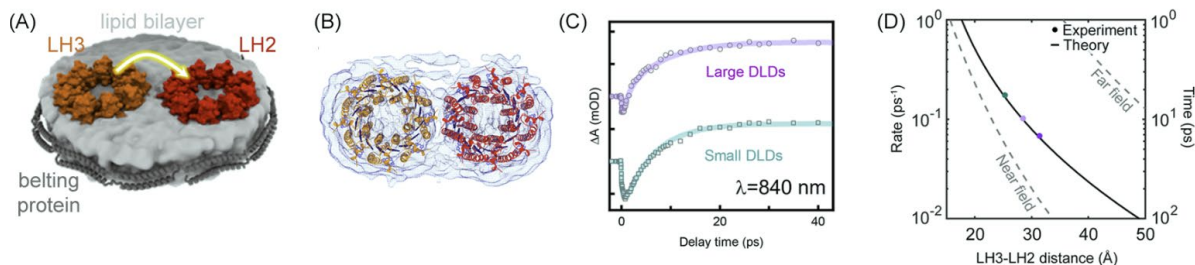 (A)
lipid bilayer
LH3
LH2
belting
protein
(B)
(C)
ΔA (mOD)
Large DLDs
Small DLDs
λ=840 nm
0
10
20
30
40
Delay time (ps)
(D)
Rate (ps⁻¹)
10⁰
10⁻¹
10⁻²
Experiment
Theory
Far field
Near field
10⁰
10¹
10²
Time (ps)
20
30
40
50
LH3-LH2 distance (Å)